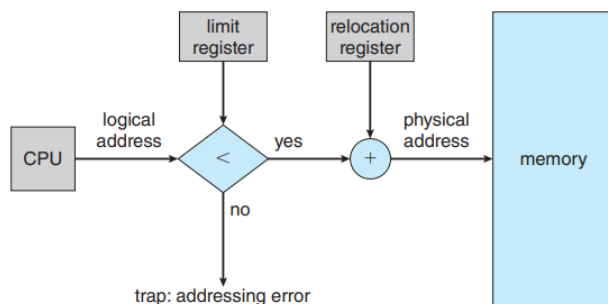 limit
register
relocation
register
logical
address
physical
address
CPU
<
yes
+
memory
no
trap: addressing error